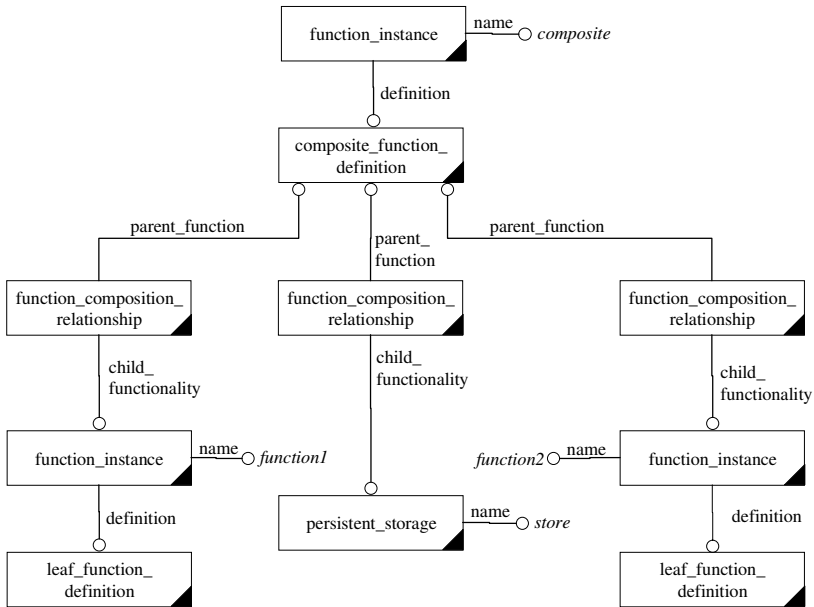 function_instance
name
composite
definition
composite_function_
definition
parent_function
parent_
function
parent_function
function_composition_
relationship
function_composition_
relationship
function_composition_
relationship
child_
functionality
child_
functionality
child_
functionality
function_instance
name
function1
function2
name
function_instance
definition
persistent_storage
name
store
definition
leaf_function_
definition
leaf_function_
definition